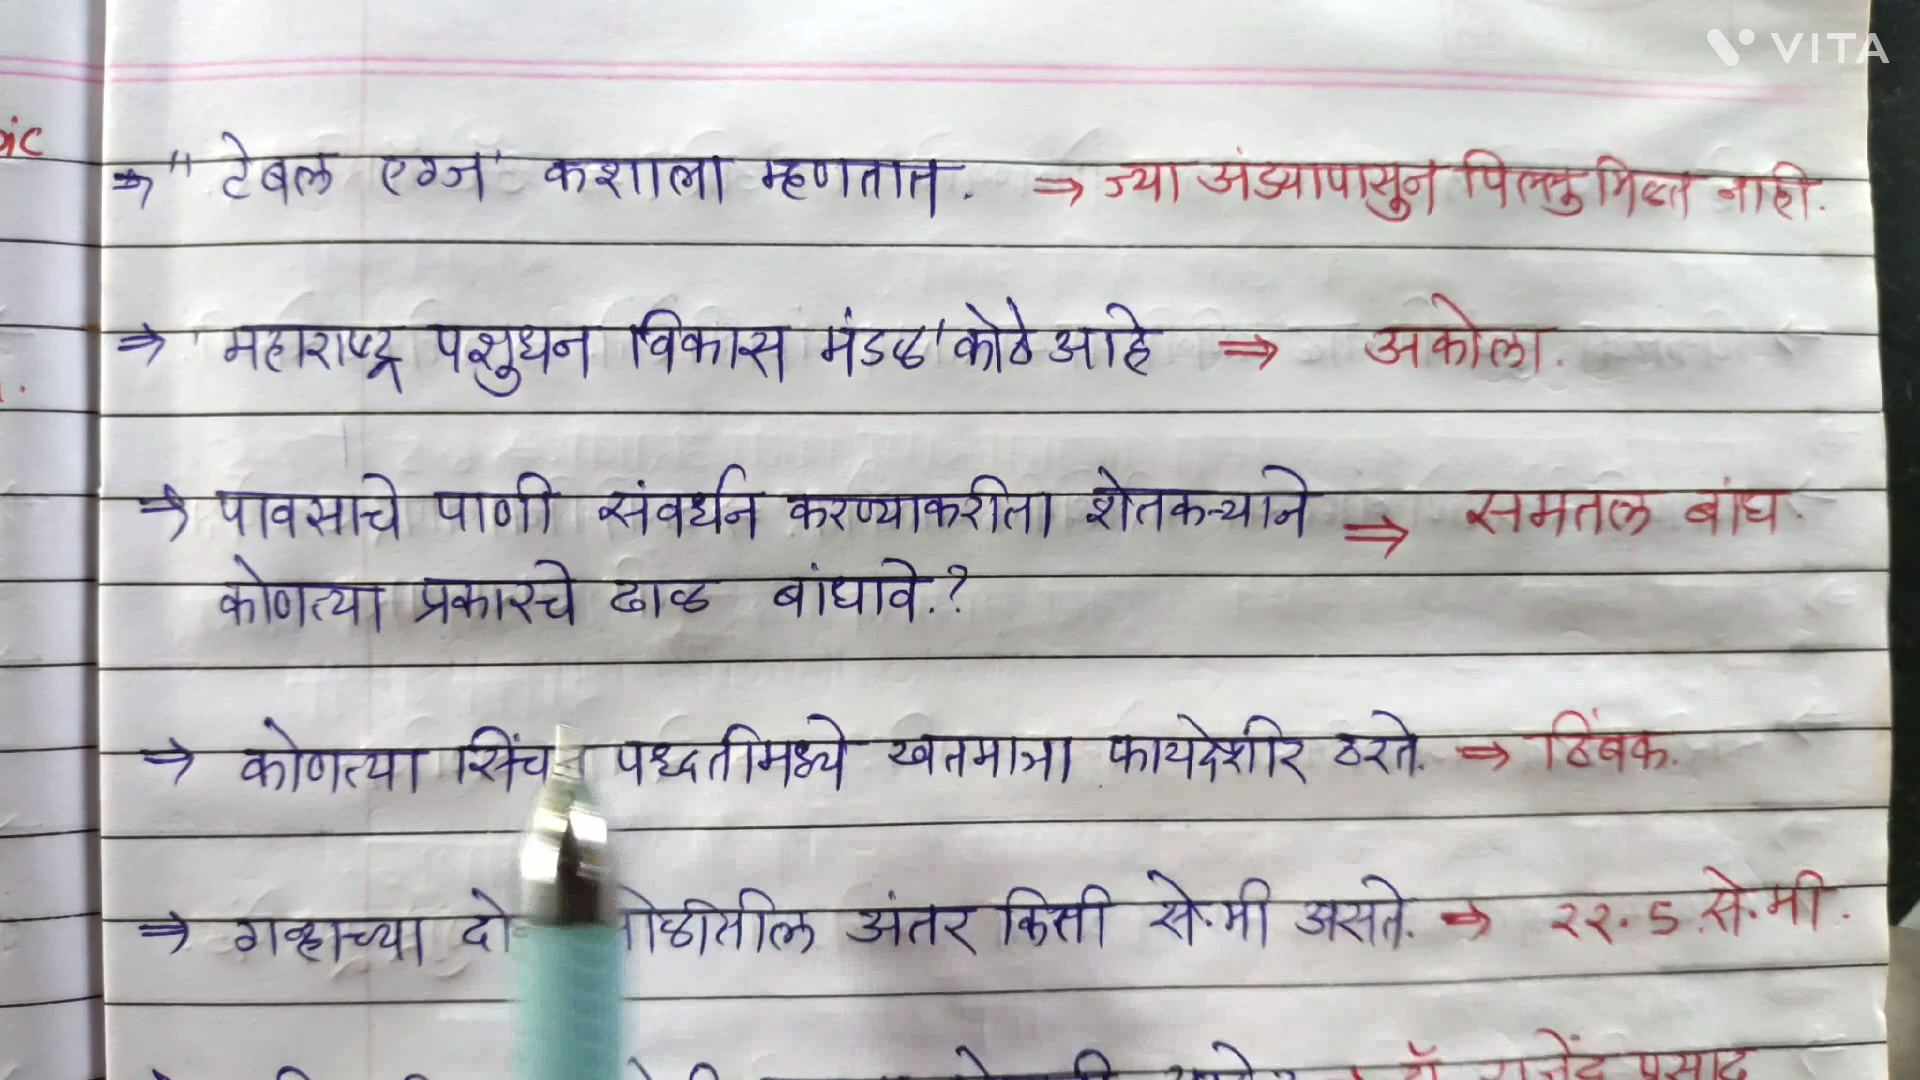 VITA
⇒ "टेबल एग्ज' कशाला म्हणतात. ⇒ ज्या अंड्यापासुन पिल्लु मिळत नाही.
⇒ 'महाराष्ट्र पशुधन विकास मंडळ' कोठे आहे ⇒ अकोला.
⇒ पावसाचे पाणी संवर्धन करण्याकरीता शेतकऱ्याने ⇒ समतल बांध.
कोणत्या प्रकारचे ढाळ बांधावे.?
⇒ कोणत्या सिंचन पध्दतीमध्ये खतमात्रा फायदेशीर ठरते. ⇒ ठिंबक.
⇒ गव्हाच्या अंतर किती से.मी असते. ⇒ २२.5 से.मी.
राजेंद्र प्रसाद